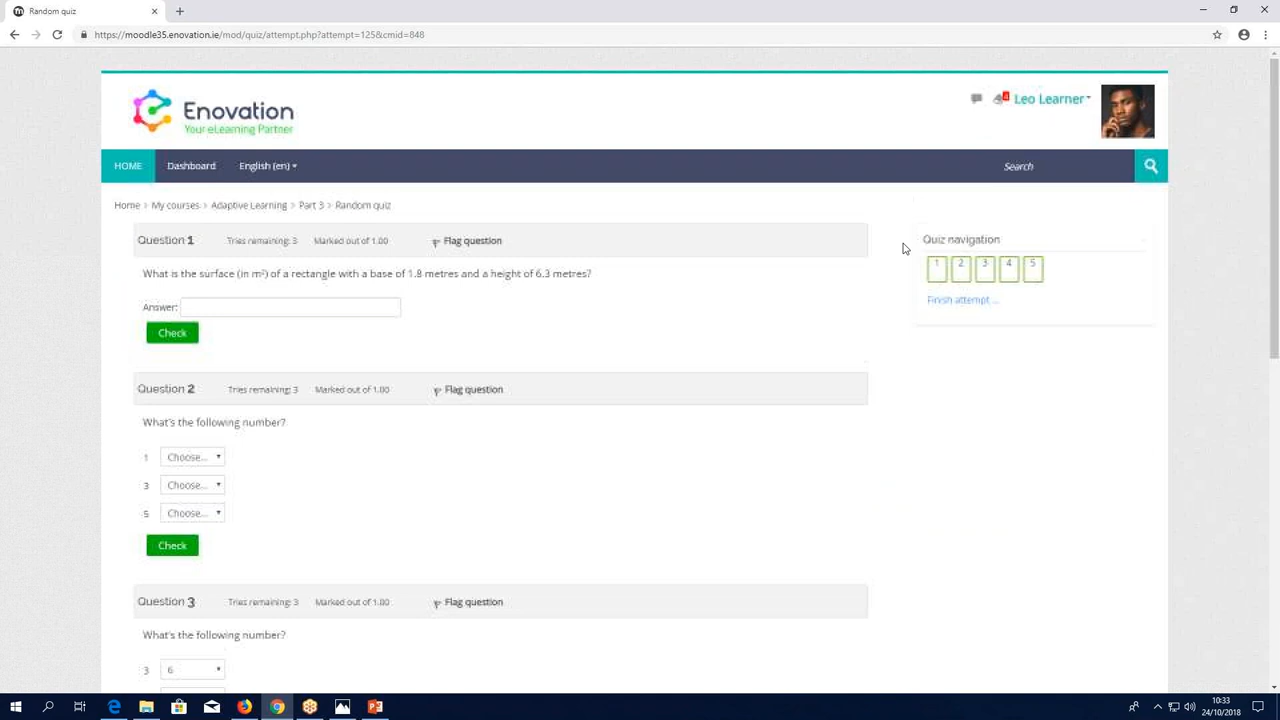 Random quiz
https://moodle35.enovation.ie/mod/quiz/attempt.php?attempt=125&cmid=848
Enovation
Your eLearning Partner
4 Leo Learner
HOME Dashboard English (en) Search
Home My courses Adaptive Learning Part 3 Random quiz
Question 1 Tries remaining: 3 Marked out of 1.00 Flag question
What is the surface (in m²) of a rectangle with a base of 1.8 metres and a height of 6.3 metres?
Answer:
Check
Quiz navigation
1 2 3 4 5
Finish attempt ...
Question 2 Tries remaining: 3 Marked out of 1.00 Flag question
What's the following number?
1 Choose...
3 Choose...
5 Choose...
Check
Question 3 Tries remaining: 3 Marked out of 1.00 Flag question
What's the following number?
3 6
10:33
24/10/2018